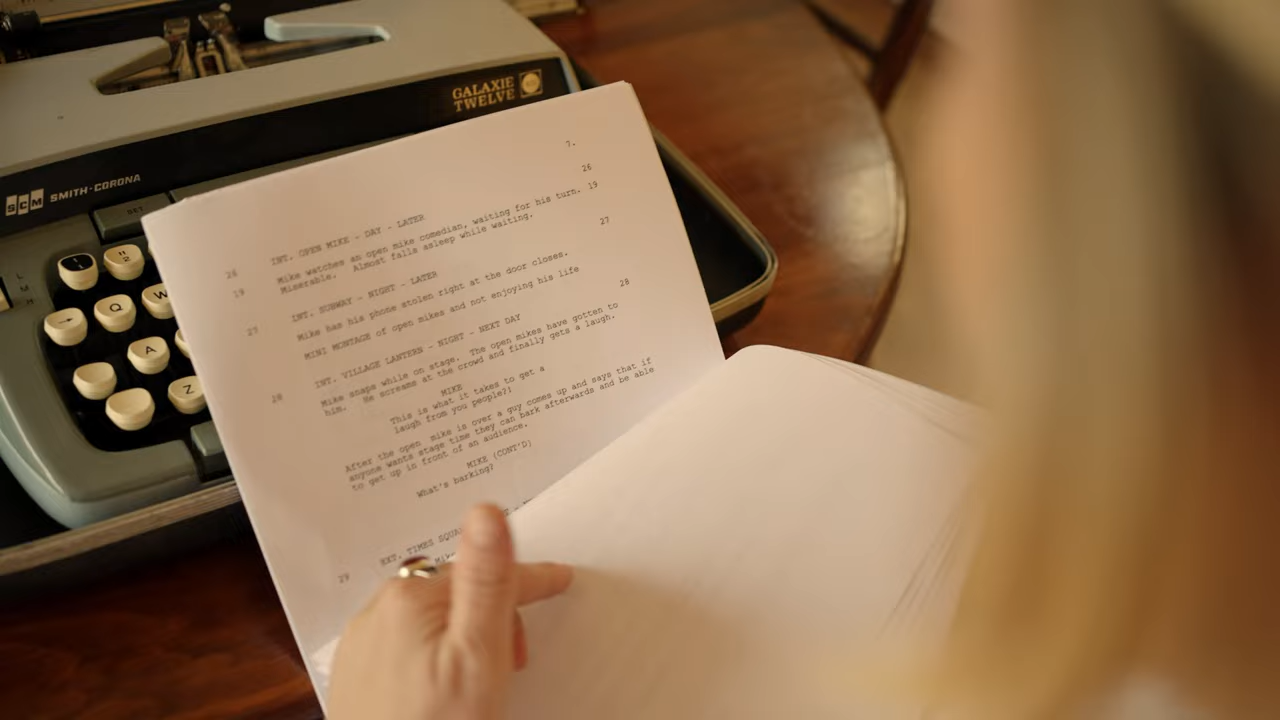 GALAXIE
TWELVE
SCM SMITH-CORONA
SET
L
M
Q
W
A
Z
7.
26 INT. OPEN MIKE - DAY - LATER 26
19 Mike watches an open mike comedian, waiting for his turn. 19
Miserable. Almost falls asleep while waiting.
27 INT. SUBWAY - NIGHT - LATER 27
Mike has his phone stolen right at the door closes.
MINI MONTAGE of open mikes and not enjoying his life
28 INT. VILLAGE LANTERN - NIGHT - NEXT DAY 28
Mike snaps while on stage. The open mikes have gotten to
him. He screams at the crowd and finally gets a laugh.
MIKE
This is what it takes to get a
laugh from you people?!
After the open mike is over a guy comes up and says that if
anyone wants stage time they can bark afterwards and be able
to get up in front of an audience.
MIKE (CONT'D)
What's barking?
29 EXT. TIMES SQUA
Mike